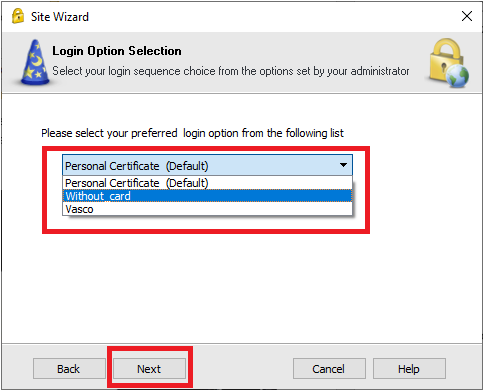 Site Wizard
Login Option Selection
Select your login sequence choice from the options set by your administrator
Please select your preferred login option from the following list
Personal Certificate (Default)
Personal Certificate (Default)
Without_card
Vasco
Back
Next
Cancel
Help